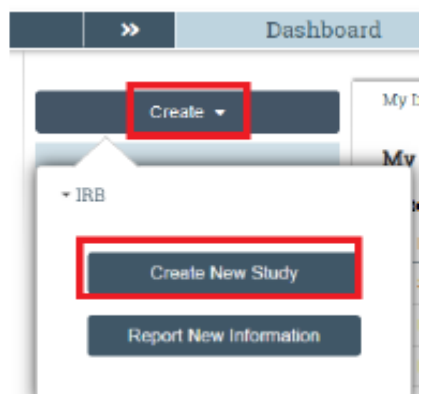 » Dashboard
Create
My
My
IRB
Create New Study
Report New Information